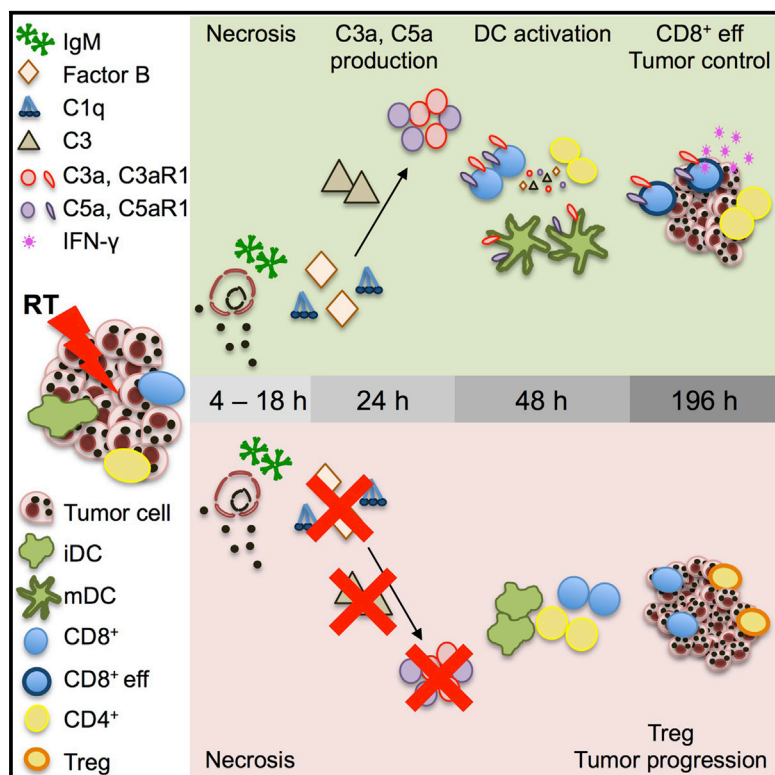 IgM
Factor B
C1q
C3
C3a, C3aR1
C5a, C5aR1
IFN-γ
RT
Tumor cell
iDC
mDC
CD8⁺
CD8⁺ eff
CD4⁺
Treg
Necrosis
C3a, C5a
production
DC activation
CD8⁺ eff
Tumor control
4 – 18 h
24 h
48 h
196 h
Necrosis
Treg
Tumor progression